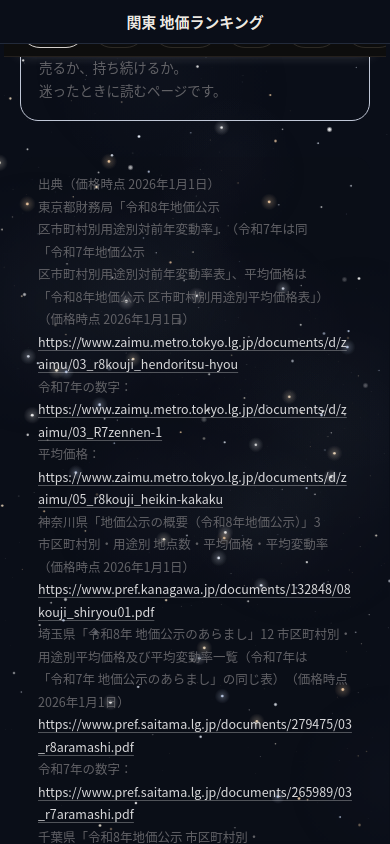 関東 地価ランキング
売るか、持ち続けるか。
迷ったときに読むページです。
出典（価格時点 2026年1月1日）
東京都財務局「令和8年地価公示
区市町村別用途別対前年変動率」（令和7年は同
「令和7年地価公示
区市町村別用途別対前年変動率表」、平均価格は
「令和8年地価公示 区市町村別用途別平均価格表」）
（価格時点 2026年1月1日）
https://www.zaimu.metro.tokyo.lg.jp/documents/d/z
aimu/03_r8kouji_hendoritsu-hyou
令和7年の数字：
https://www.zaimu.metro.tokyo.lg.jp/documents/d/z
aimu/03_R7zennen-1
平均価格：
https://www.zaimu.metro.tokyo.lg.jp/documents/d/z
aimu/05_r8kouji_heikin-kakaku
神奈川県「地価公示の概要（令和8年地価公示）」3
市区町村別・用途別 地点数・平均価格・平均変動率
（価格時点 2026年1月1日）
https://www.pref.kanagawa.jp/documents/132848/08
kouji_shiryou01.pdf
埼玉県「令和8年 地価公示のあらまし」12 市区町村別・
用途別平均価格及び平均変動率一覧（令和7年は
「令和7年 地価公示のあらまし」の同じ表）（価格時点
2026年1月1日）
https://www.pref.saitama.lg.jp/documents/279475/03
_r8aramashi.pdf
令和7年の数字：
https://www.pref.saitama.lg.jp/documents/265989/03
_r7aramashi.pdf
千葉県「令和8年地価公示 市区町村別・